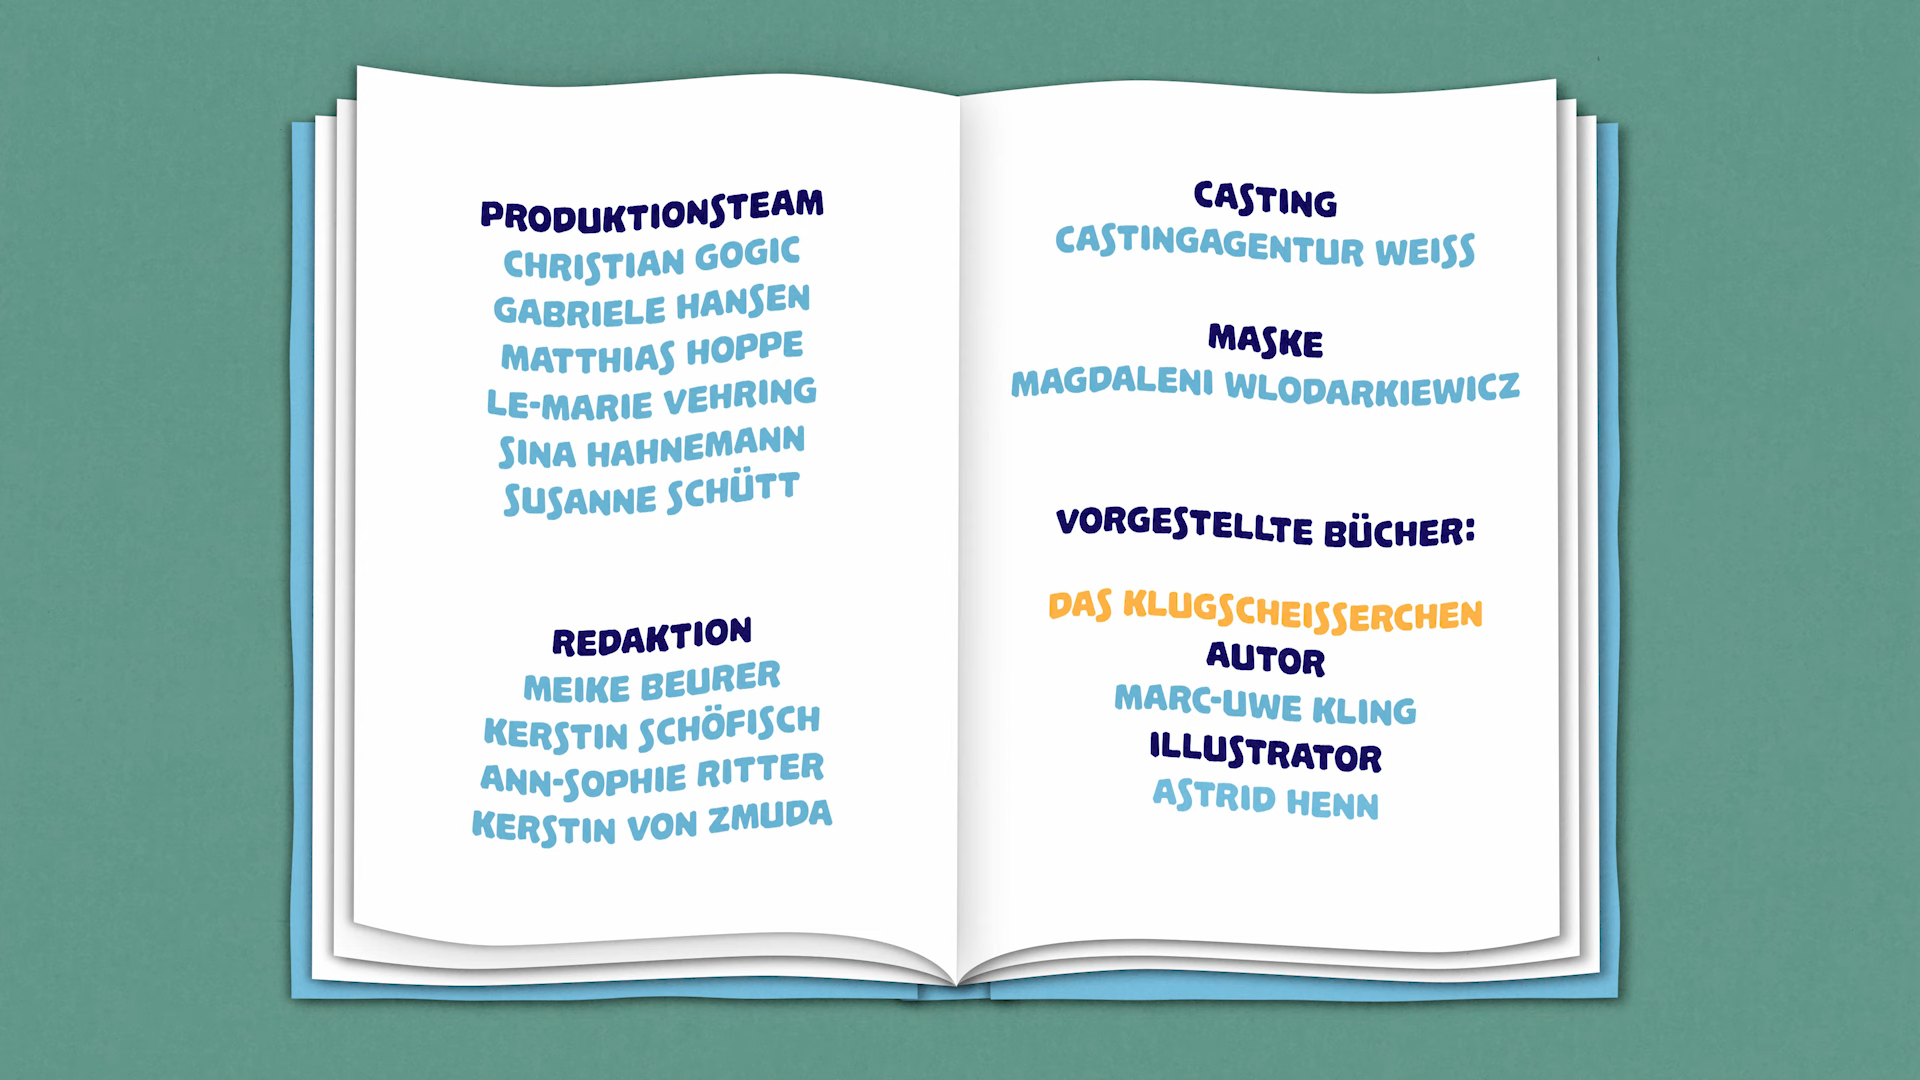 PRODUKTIONSTEAM
CHRISTIAN GOGIC
GABRIELE HANSEN
MATTHIAS HOPPE
LE-MARIE VEHRING
SINA HAHNEMANN
SUSANNE SCHÜTT
REDAKTION
MEIKE BEURER
KERSTIN SCHÖFISCH
ANN-SOPHIE RITTER
KERSTIN VON ZMUDA
CASTING
CASTINGAGENTUR WEISS
MASKE
MAGDALENI WLODARKIEWICZ
VORGESTELLTE BÜCHER:
DAS KLUGSCHEISSERCHEN
AUTOR
MARC-UWE KLING
ILLUSTRATOR
ASTRID HENN